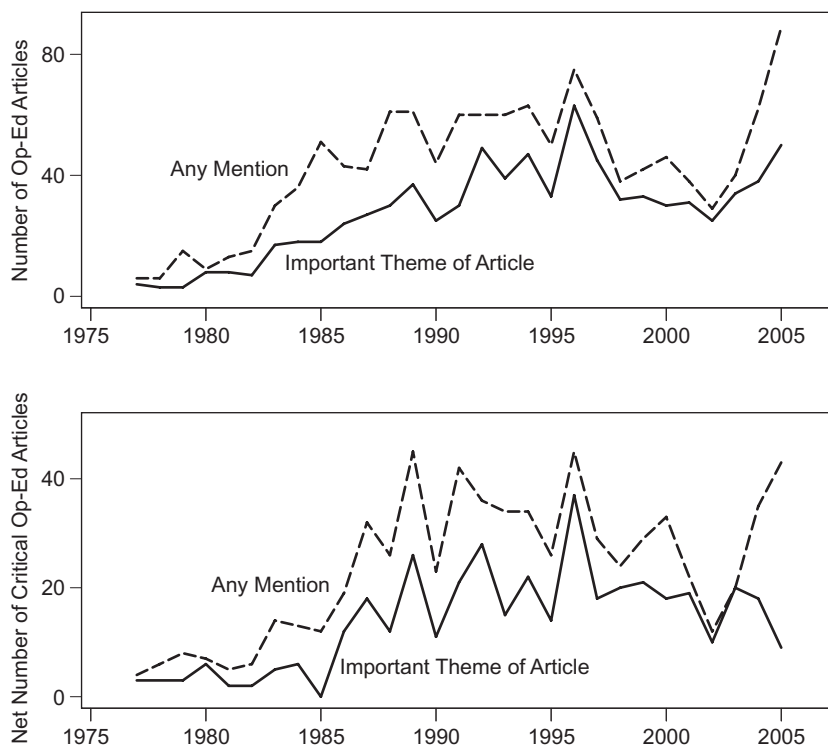 Number of Op-Ed Articles
80
40
0
Any Mention
Important Theme of Article
1975 1980 1985 1990 1995 2000 2005
Net Number of Critical Op-Ed Articles
40
20
0
Any Mention
Important Theme of Article
1975 1980 1985 1990 1995 2000 2005